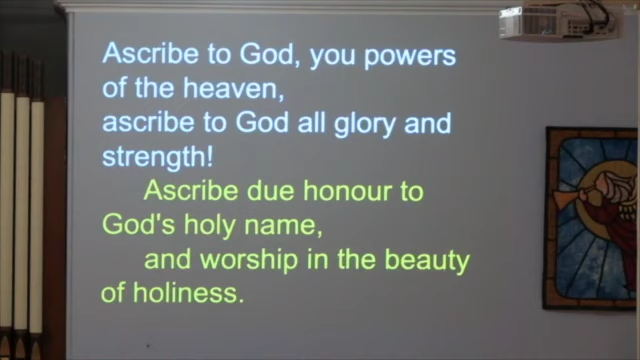 Ascribe to God, you powers
of the heaven,
ascribe to God all glory and
strength!
Ascribe due honour to
God's holy name,
and worship in the beauty
of holiness.